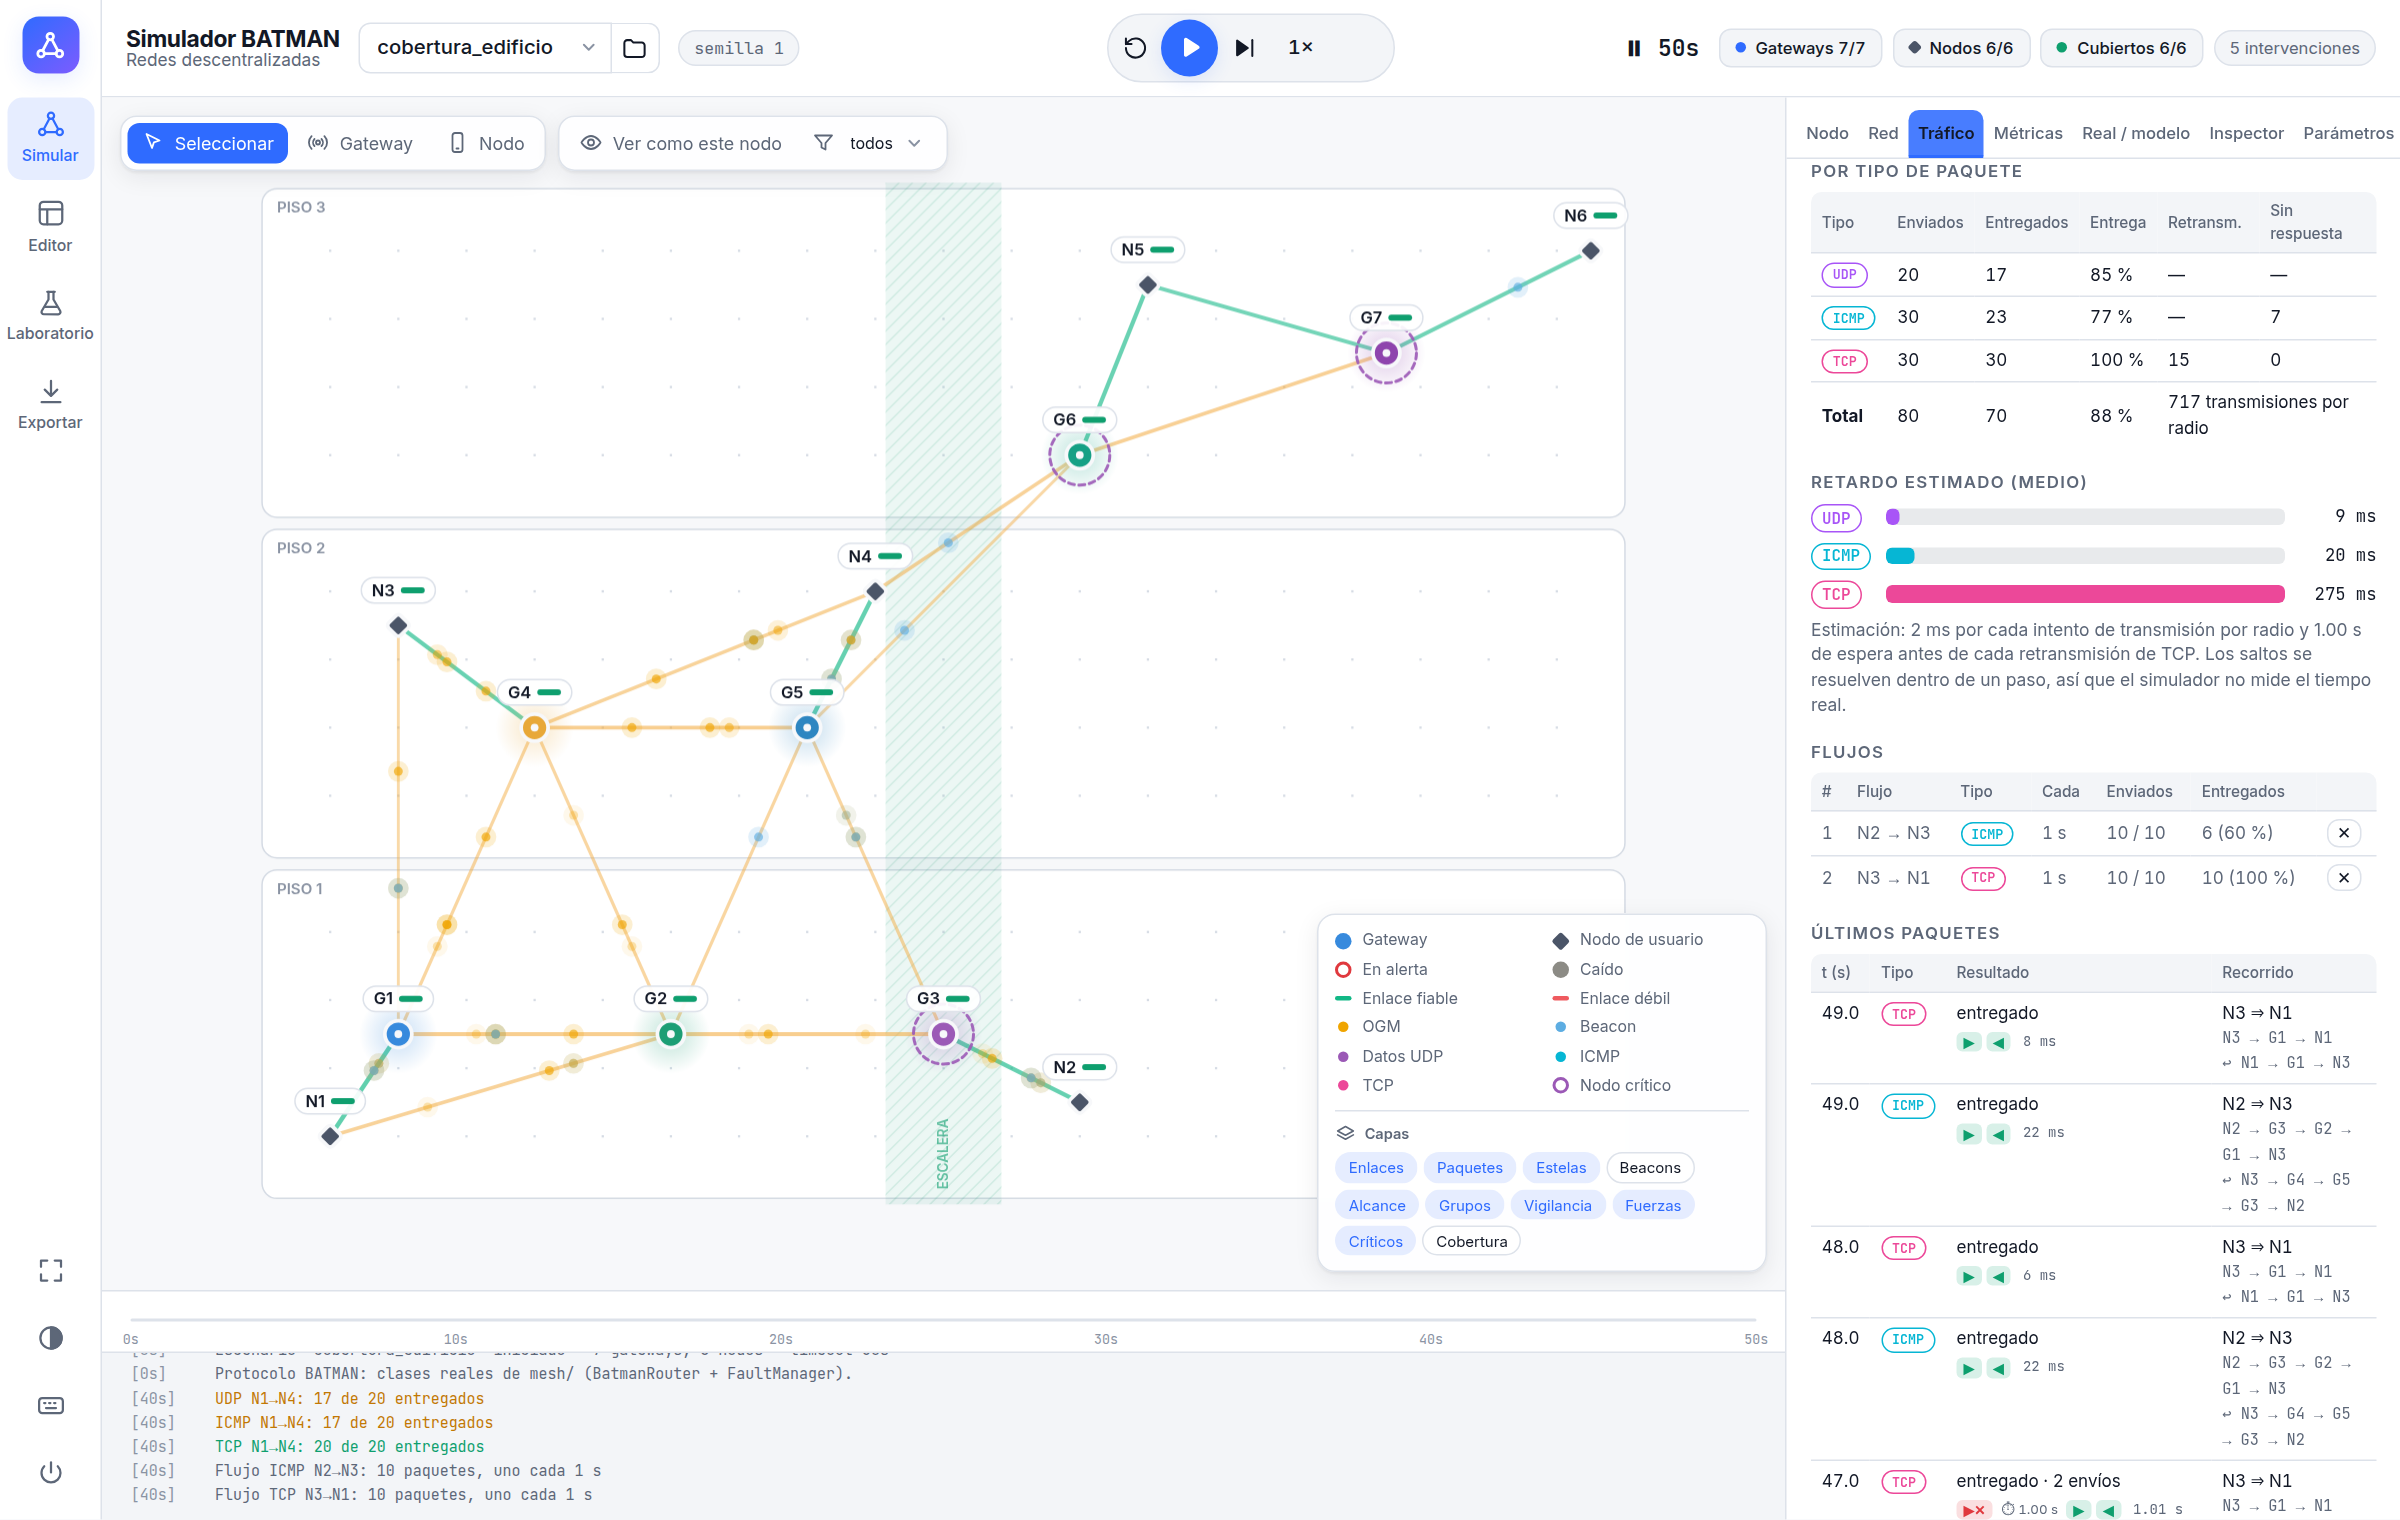 Simulador BATMAN
Redes descentralizadas
cobertura_edificio
semilla 1
1×
50s
Gateways 7/7
Nodos 6/6
Cubiertos 6/6
5 intervenciones
Simular
Editor
Laboratorio
Exportar
Seleccionar
Gateway
Nodo
Ver como este nodo
todos
PISO 3
N6
N5
G7
G6
PISO 2
N4
N3
G4
G5
PISO 1
G1
G2
G3
N2
N1
ESCALERA
Gateway
Nodo de usuario
En alerta
Caído
Enlace fiable
Enlace débil
OGM
Beacon
Datos UDP
ICMP
TCP
Nodo crítico
Capas
Enlaces
Paquetes
Estelas
Beacons
Alcance
Grupos
Vigilancia
Fuerzas
Críticos
Cobertura
0s
10s
20s
30s
40s
50s
[0s] Protocolo BATMAN: clases reales de mesh/ (BatmanRouter + FaultManager).
[40s] UDP N1→N4: 17 de 20 entregados
[40s] ICMP N1→N4: 17 de 20 entregados
[40s] TCP N1→N4: 20 de 20 entregados
[40s] Flujo ICMP N2→N3: 10 paquetes, uno cada 1 s
[40s] Flujo TCP N3→N1: 10 paquetes, uno cada 1 s
Nodo
Red
Tráfico
Métricas
Real / modelo
Inspector
Parámetros
POR TIPO DE PAQUETE
Tipo Enviados Entregados Entrega Retransm. Sin respuesta
UDP 20 17 85 % — —
ICMP 30 23 77 % — 7
TCP 30 30 100 % 15 0
Total 80 70 88 % 717 transmisiones por
radio
RETARDO ESTIMADO (MEDIO)
UDP 9 ms
ICMP 20 ms
TCP 275 ms
Estimación: 2 ms por cada intento de transmisión por radio y 1.00 s
de espera antes de cada retransmisión de TCP. Los saltos se
resuelven dentro de un paso, así que el simulador no mide el tiempo
real.
FLUJOS
# Flujo Tipo Cada Enviados Entregados
1 N2 → N3 ICMP 1 s 10 / 10 6 (60 %) ✕
2 N3 → N1 TCP 1 s 10 / 10 10 (100 %) ✕
ÚLTIMOS PAQUETES
t (s) Tipo Resultado Recorrido
49.0 TCP entregado N3 ⇒ N1
▶ ◀ 8 ms N3 → G1 → N1
↩ N1 → G1 → N3
49.0 ICMP entregado N2 ⇒ N3
▶ ◀ 22 ms N2 → G3 → G2 →
G1 → N3
↩ N3 → G4 → G5
→ G3 → N2
48.0 TCP entregado N3 ⇒ N1
▶ ◀ 6 ms N3 → G1 → N1
↩ N1 → G1 → N3
48.0 ICMP entregado N2 ⇒ N3
▶ ◀ 22 ms N2 → G3 → G2 →
G1 → N3
↩ N3 → G4 → G5
→ G3 → N2
47.0 TCP entregado · 2 envíos N3 ⇒ N1
▶✕ ⏱ 1.00 s ▶ ◀ 1.01 s N3 → G1 → N1